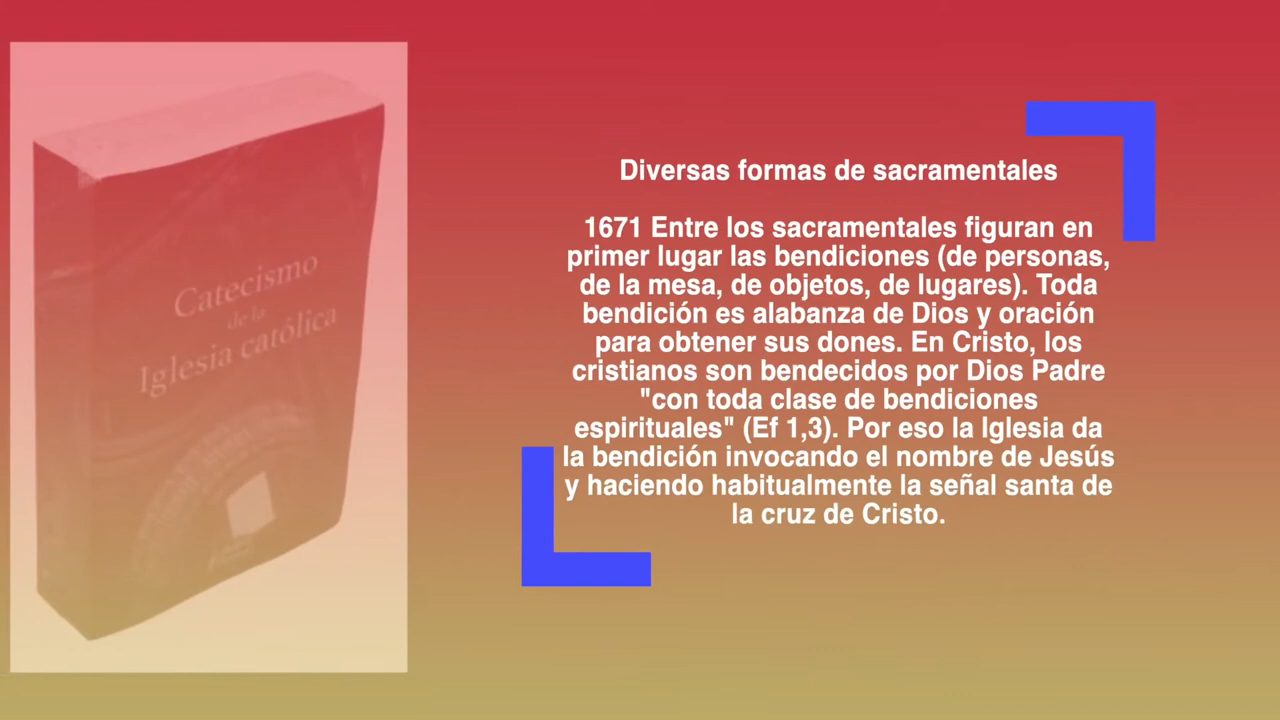 Catecismo
de la
Iglesia católica
Diversas formas de sacramentales
1671 Entre los sacramentales figuran en
primer lugar las bendiciones (de personas,
de la mesa, de objetos, de lugares). Toda
bendición es alabanza de Dios y oración
para obtener sus dones. En Cristo, los
cristianos son bendecidos por Dios Padre
"con toda clase de bendiciones
espirituales" (Ef 1,3). Por eso la Iglesia da
la bendición invocando el nombre de Jesús
y haciendo habitualmente la señal santa de
la cruz de Cristo.